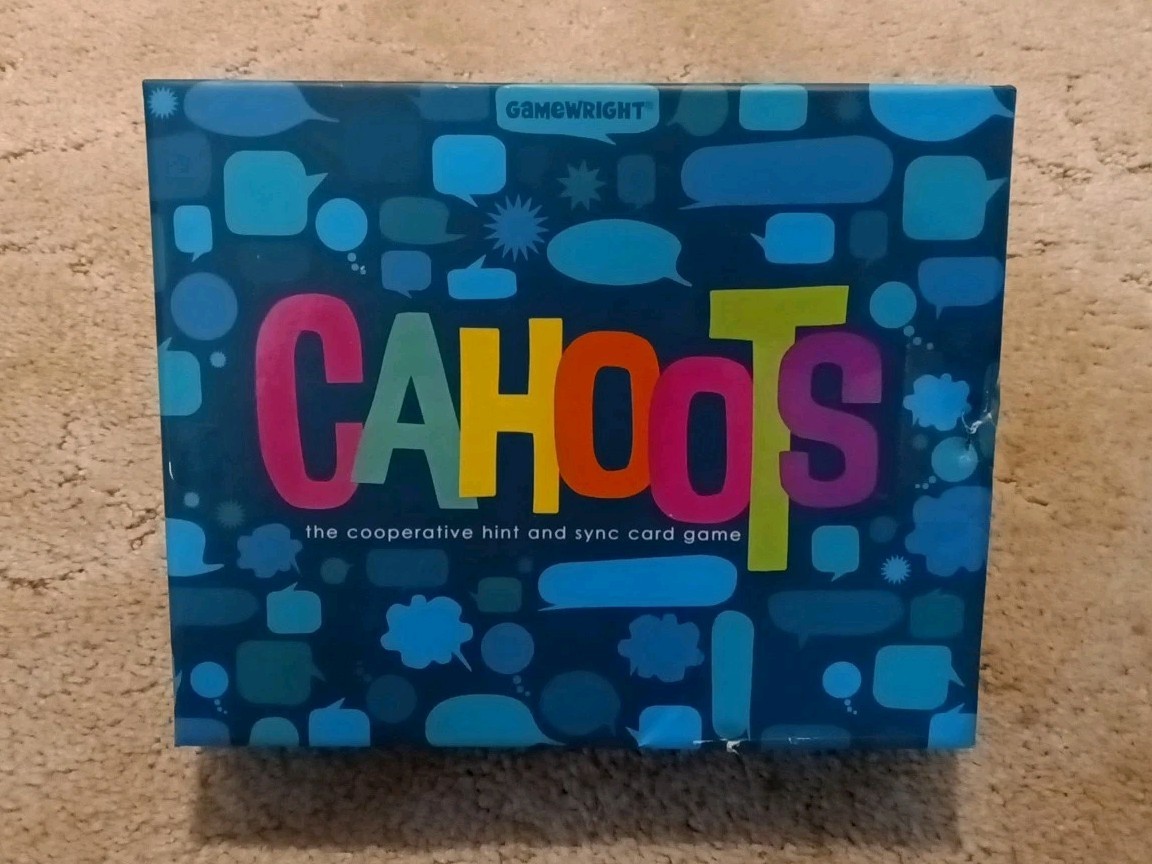 GAMEWRIGHT®
CAHOOTS
the cooperative hint and sync card game